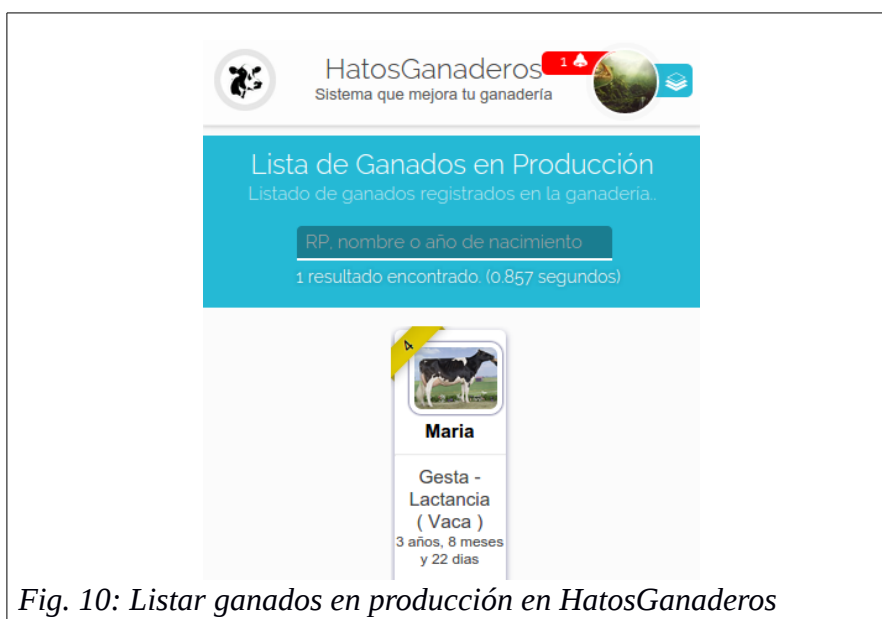 HatosGanaderos
1
Sistema que mejora tu ganadería
Lista de Ganados en Producción
Listado de ganados registrados en la ganadería..
RP, nombre o año de nacimiento
1 resultado encontrado. (0.857 segundos)
4
Maria
Gesta -
Lactancia
( Vaca )
3 años, 8 meses
y 22 dias
Fig. 10: Listar ganados en producción en HatosGanaderos